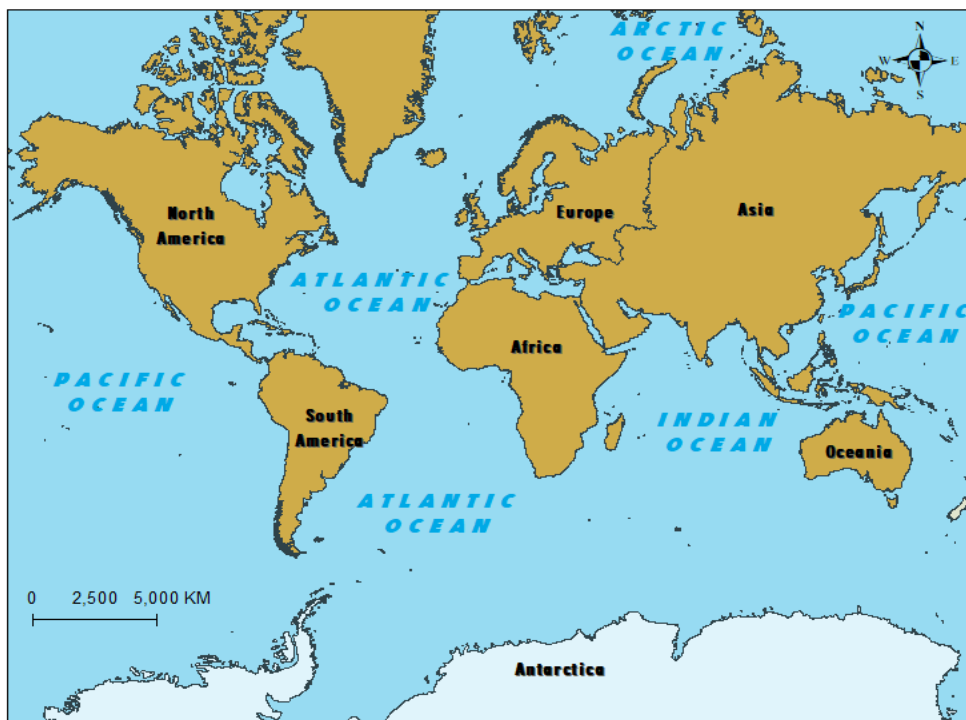 ARCTIC
OCEAN
N
W E
S
North
America
Europe
Asia
ATLANTIC
OCEAN
PACIFIC
OCEAN
Africa
PACIFIC
OCEAN
South
America
INDIAN
OCEAN
Oceania
ATLANTIC
OCEAN
0 2,500 5,000 KM
Antarctica